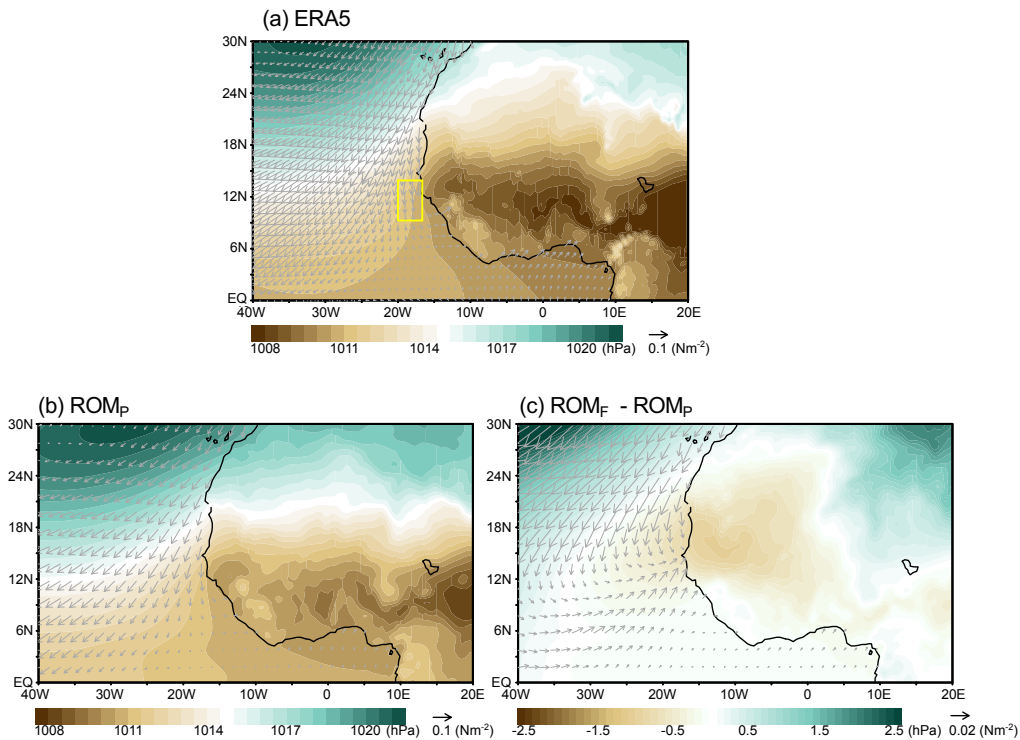 (a) ERA5
30N
24N
18N
12N
6N
EQ
40W 30W 20W 10W 0 10E 20E
1008 1011 1014 1017 1020 (hPa) 0.1 (Nm-2)
(b) ROMP (c) ROMF - ROMP
30N 30N
24N 24N
18N 18N
12N 12N
6N 6N
EQ EQ
40W 30W 20W 10W 0 10E 20E 40W 30W 20W 10W 0 10E 20E
1008 1011 1014 1017 1020 (hPa) 0.1 (Nm-2) -2.5 -1.5 -0.5 0.5 1.5 2.5 (hPa) 0.02 (Nm-2)